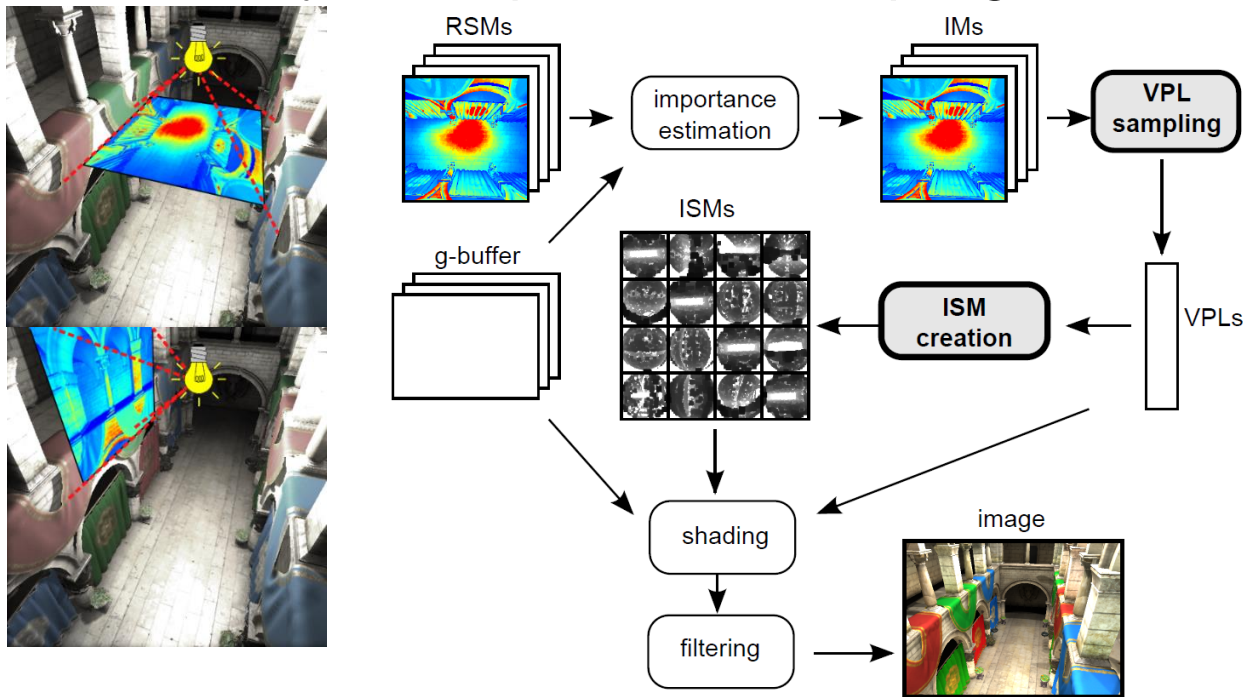 RSMs
IMs
importance
estimation
VPL
sampling
ISMs
g-buffer
ISM
creation
VPLs
shading
image
filtering